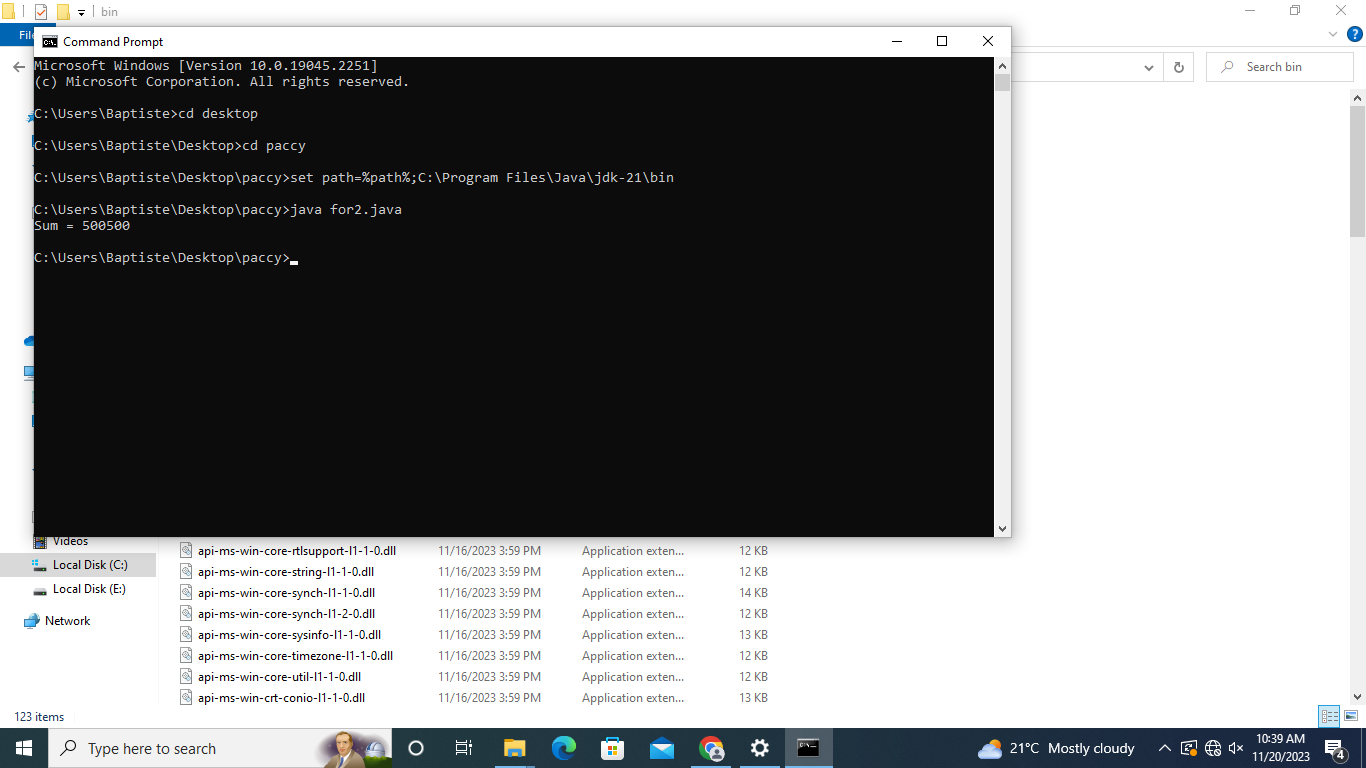 bin
File
Command Prompt
Microsoft Windows [Version 10.0.19045.2251]
(c) Microsoft Corporation. All rights reserved.
C:\Users\Baptiste>cd desktop
C:\Users\Baptiste\Desktop>cd paccy
C:\Users\Baptiste\Desktop\paccy>set path=%path%;C:\Program Files\Java\jdk-21\bin
C:\Users\Baptiste\Desktop\paccy>java for2.java
Sum = 500500
C:\Users\Baptiste\Desktop\paccy>
Search bin
Videos
Local Disk (C:)
Local Disk (E:)
Network
api-ms-win-core-rtlsupport-l1-1-0.dll 11/16/2023 3:59 PM Application exten... 12 KB
api-ms-win-core-string-l1-1-0.dll 11/16/2023 3:59 PM Application exten... 12 KB
api-ms-win-core-synch-l1-1-0.dll 11/16/2023 3:59 PM Application exten... 14 KB
api-ms-win-core-synch-l1-2-0.dll 11/16/2023 3:59 PM Application exten... 12 KB
api-ms-win-core-sysinfo-l1-1-0.dll 11/16/2023 3:59 PM Application exten... 13 KB
api-ms-win-core-timezone-l1-1-0.dll 11/16/2023 3:59 PM Application exten... 12 KB
api-ms-win-core-util-l1-1-0.dll 11/16/2023 3:59 PM Application exten... 12 KB
api-ms-win-crt-conio-l1-1-0.dll 11/16/2023 3:59 PM Application exten... 13 KB
123 items
Type here to search
21°C Mostly cloudy
10:39 AM
11/20/2023
4